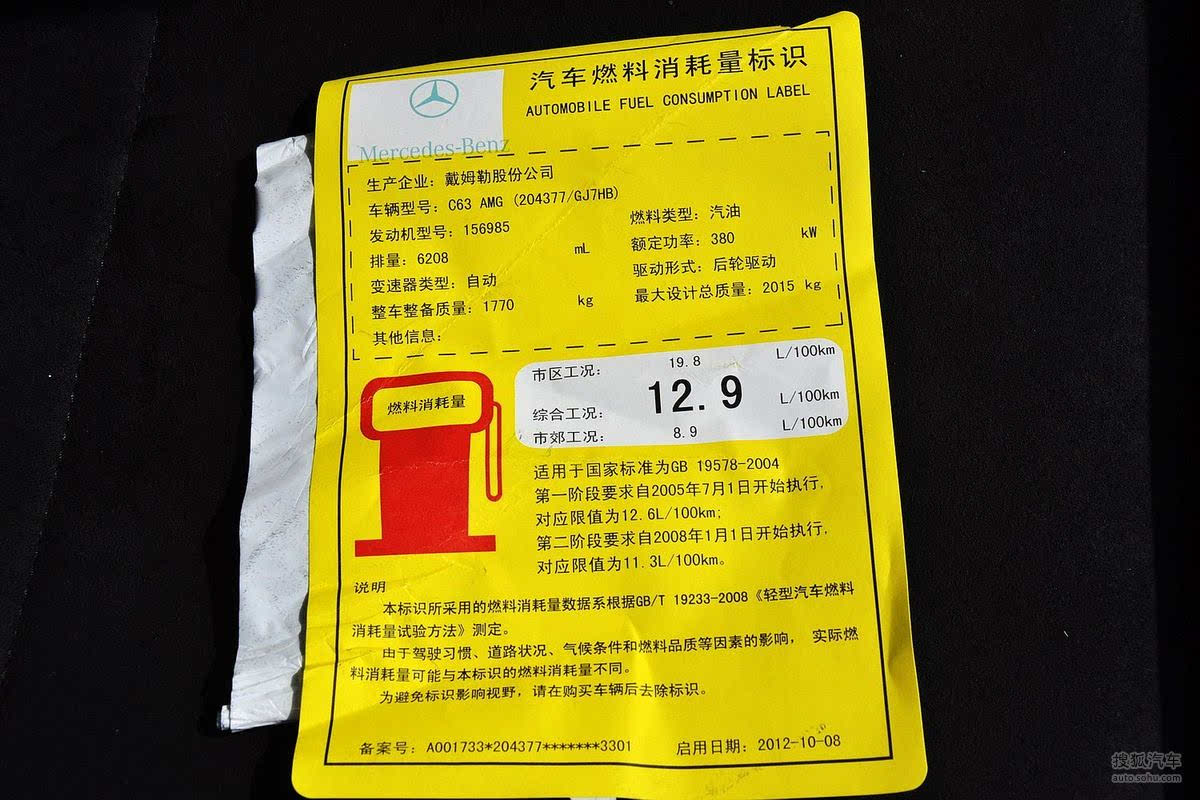 汽车燃料消耗量标识
AUTOMOBILE FUEL CONSUMPTION LABEL
Mercedes-Benz
生产企业: 戴姆勒股份公司
车辆型号: C63 AMG (204377/GJ7HB)
发动机型号: 156985
燃料类型: 汽油
排量: 6208 mL
额定功率: 380 kW
变速器类型: 自动
驱动形式: 后轮驱动
整车整备质量: 1770 kg
最大设计总质量: 2015 kg
其他信息:
燃料消耗量
市区工况: 19.8 L/100km
综合工况: 12.9 L/100km
市郊工况: 8.9 L/100km
适用于国家标准为GB 19578-2004
第一阶段要求自2005年7月1日开始执行,
对应限值为12.6L/100km;
第二阶段要求自2008年1月1日开始执行,
对应限值为11.3L/100km。
说明
本标识所采用的燃料消耗量数据系根据GB/T 19233-2008《轻型汽车燃料
消耗量试验方法》测定。
由于驾驶习惯、道路状况、气候条件和燃料品质等因素的影响, 实际燃
料消耗量可能与本标识的燃料消耗量不同。
为避免标识影响视野, 请在购买车辆后去除标识。
备案号: A001733*204377*******3301
启用日期: 2012-10-08
搜狐汽车
auto.sohu.com